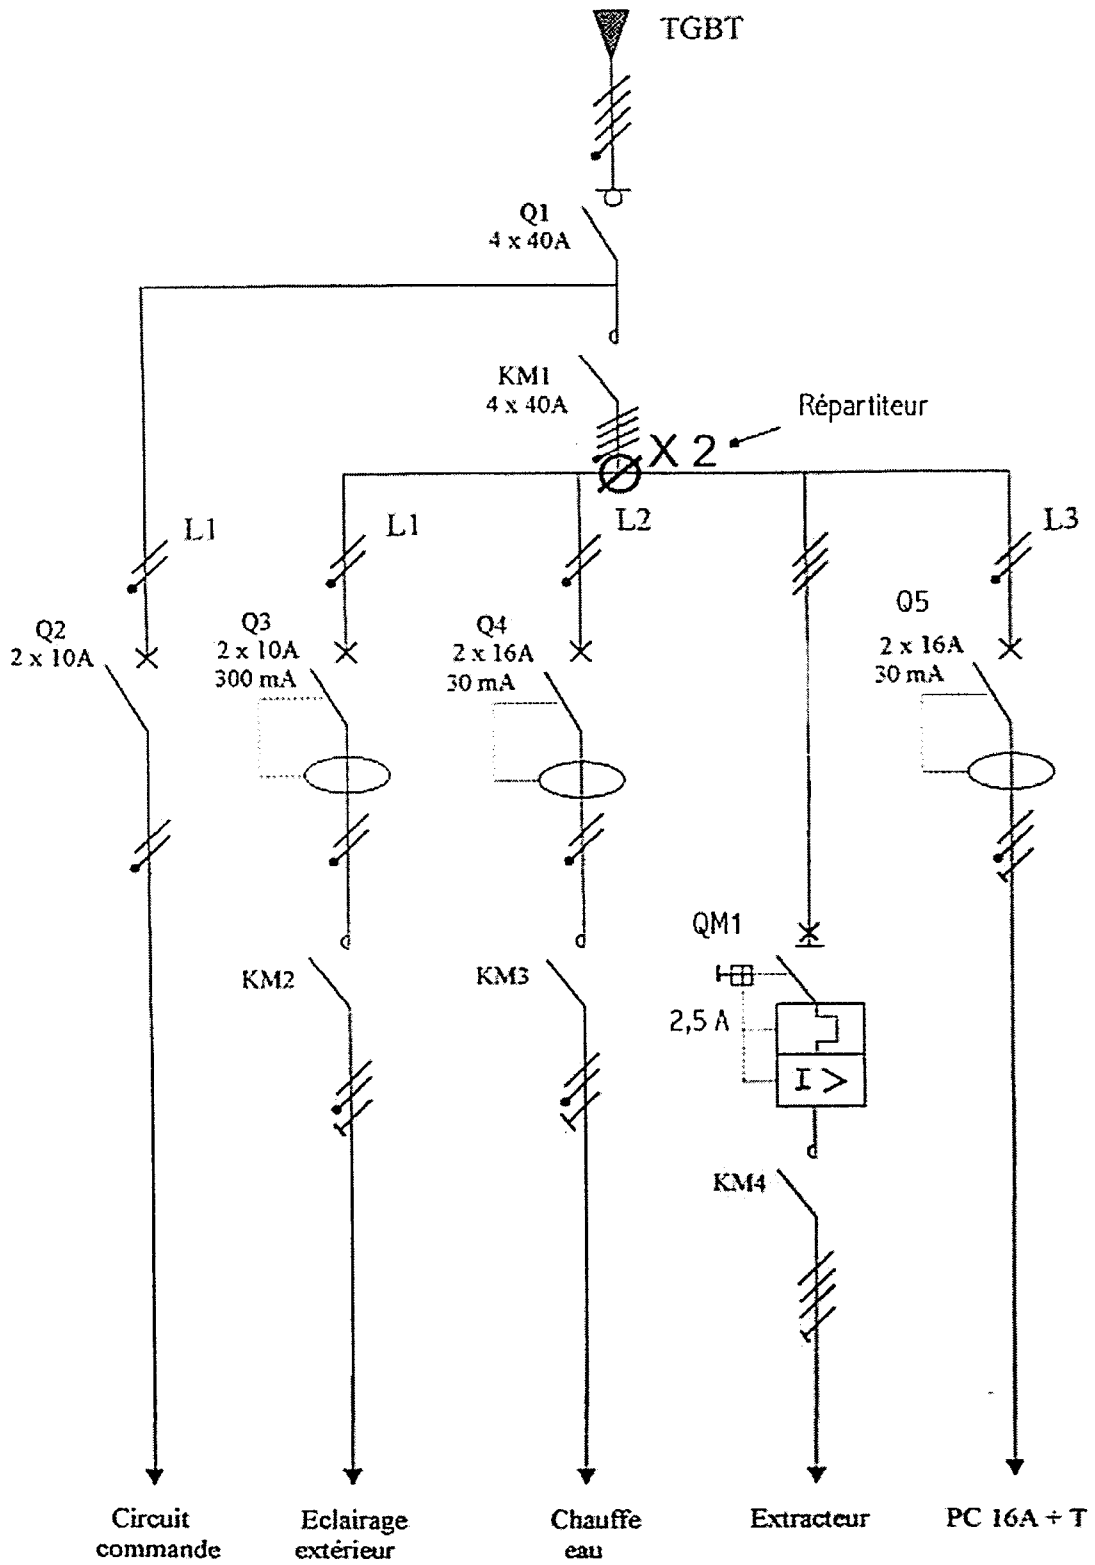 TGBT
Q1
4 x 40A
KM1
4 x 40A
Répartiteur
X 2
L1
L1
L2
L3
Q2
2 x 10A
Q3
2 x 10A
300 mA
Q4
2 x 16A
30 mA
Q5
2 x 16A
30 mA
QM1
2,5 A
I >
KM2
KM3
KM4
Circuit
commande
Eclairage
extérieur
Chauffe
eau
Extracteur
PC 16A + T